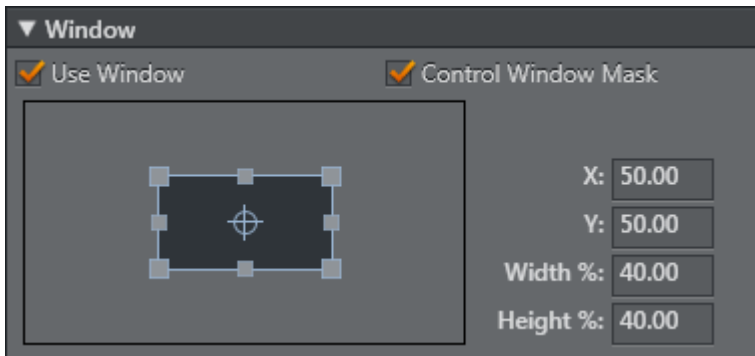 Window
Use Window
Control Window Mask
X: 50.00
Y: 50.00
Width %: 40.00
Height %: 40.00